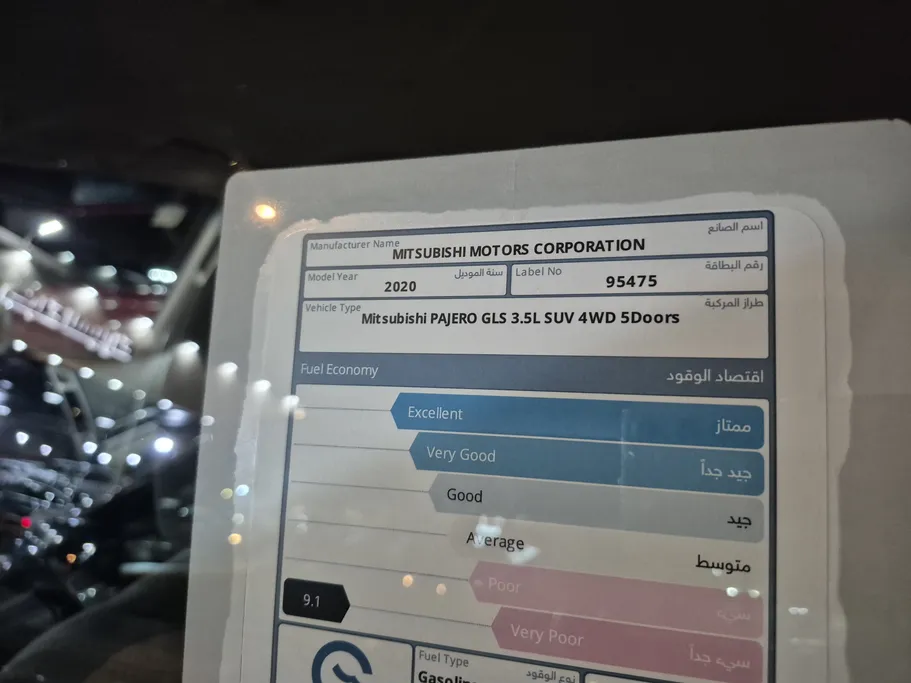 Manufacturer Name اسم الصانع
MITSUBISHI MOTORS CORPORATION
Model Year سنة الموديل
2020
Label No رقم البطاقة
95475
Vehicle Type طراز المركبة
Mitsubishi PAJERO GLS 3.5L SUV 4WD 5Doors
Fuel Economy اقتصاد الوقود
Excellent ممتاز
Very Good جيد جداً
Good جيد
Average متوسط
Poor سيء
9.1
Very Poor سيء جداً
Fuel Type نوع الوقود